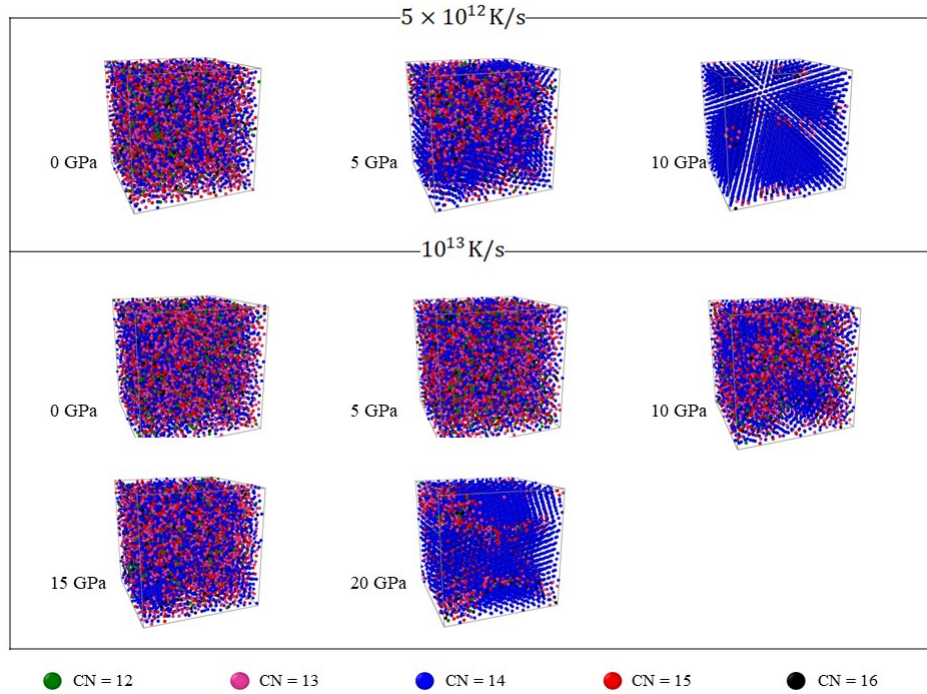 5 × 10¹² K/s
0 GPa
5 GPa
10 GPa
10¹³ K/s
0 GPa
5 GPa
10 GPa
15 GPa
20 GPa
CN = 12 CN = 13 CN = 14 CN = 15 CN = 16